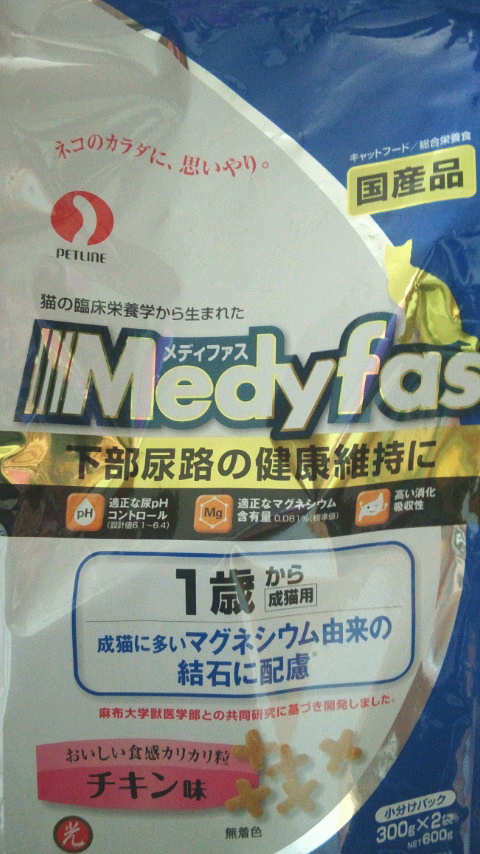 ネコのカラダに、思いやり。
キャットフード／総合栄養食
国産品
PETLINE
猫の臨床栄養学から生まれた
メディファス
Medyfas
下部尿路の健康維持に
pH
適正な尿pH
コントロール
(設計値6.1～6.4)
Mg
適正なマグネシウム
含有量 0.081%(標準値)
高い消化
吸収性
1歳から
成猫用
成猫に多いマグネシウム由来の
結石に配慮※
麻布大学獣医学部との共同研究に基づき開発しました。
おいしい食感カリカリ粒
チキン味
光
無着色
小分けパック
300g×2袋
NET600g